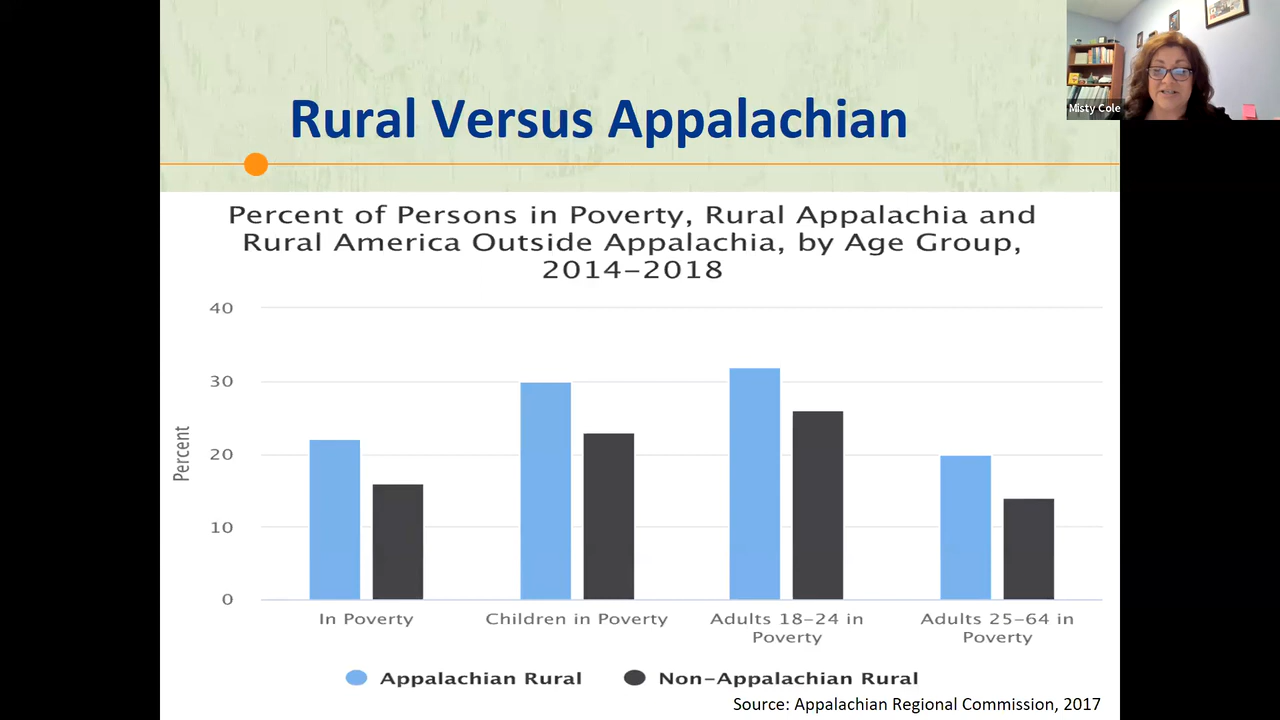 Misty Cole
Rural Versus Appalachian
Percent of Persons in Poverty, Rural Appalachia and
Rural America Outside Appalachia, by Age Group,
2014–2018
Percent
40
30
20
10
0
In Poverty
Children in Poverty
Adults 18–24 in
Poverty
Adults 25–64 in
Poverty
Appalachian Rural
Non–Appalachian Rural
Source: Appalachian Regional Commission, 2017